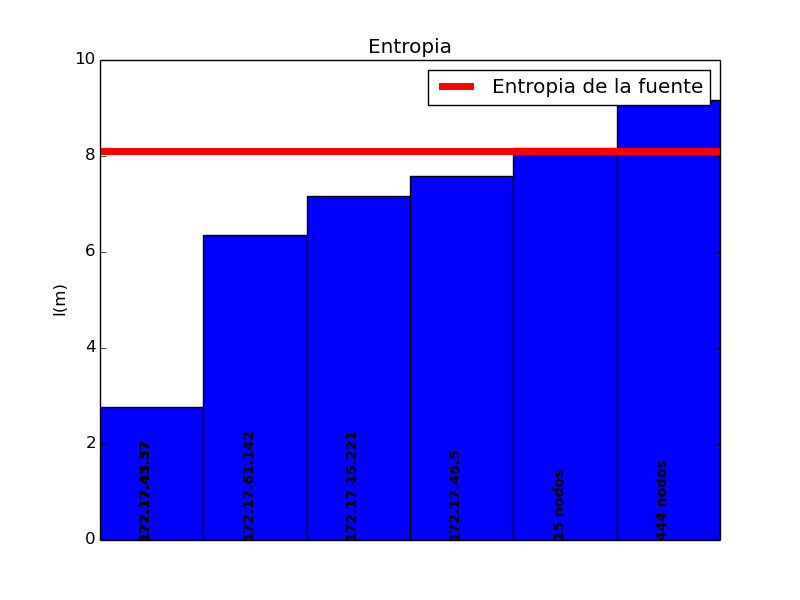 Entropia
Entropia de la fuente
10
8
6
4
2
0
I(m)
172.17.43.37
172.17.61.142
172.17.15.221
172.17.46.5
15 nodos
444 nodos